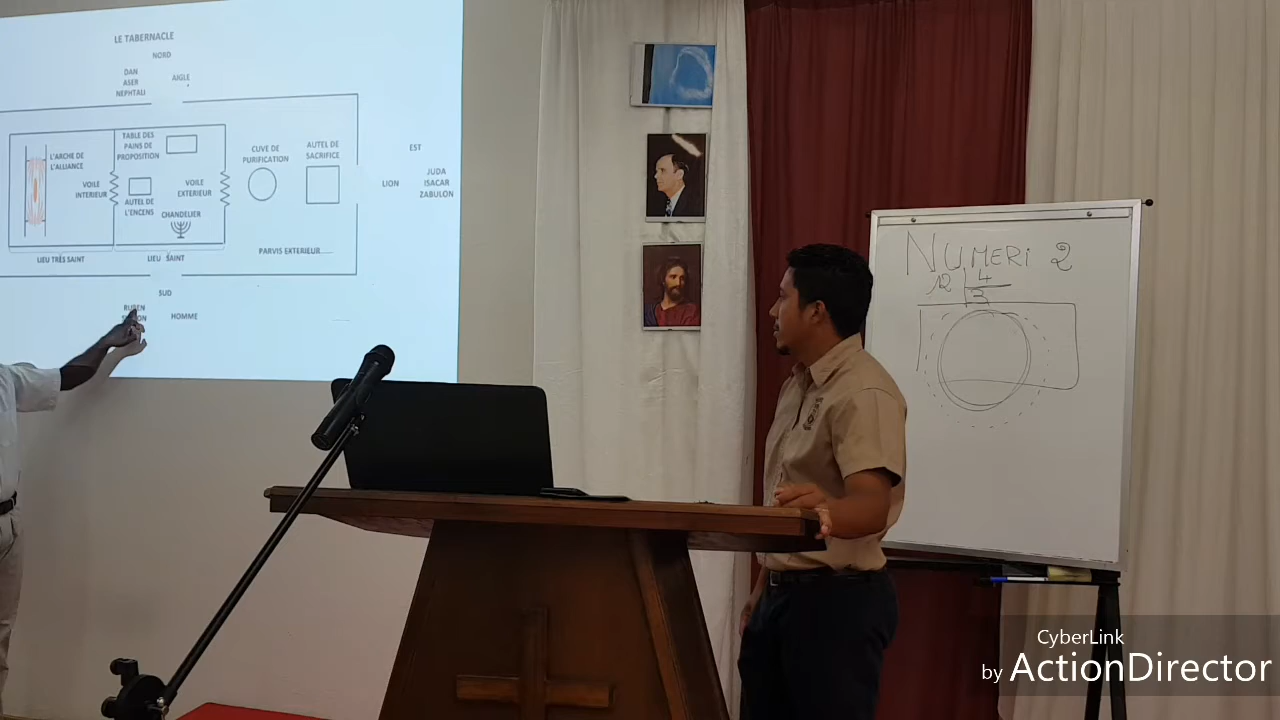 LE TABERNACLE
NORD
DAN
ASER
NEPHTALI
AIGLE
TABLE DES
PAINS DE
PROPOSITION
L'ARCHE DE
L'ALLIANCE
VOILE
INTERIEUR
AUTEL DE
L'ENCENS
VOILE
EXTERIEUR
CHANDELIER
CUVE DE
PURIFICATION
AUTEL DE
SACRIFICE
EST
LION
JUDA
ISACAR
ZABULON
LIEU TRÈS SAINT
LIEU SAINT
PARVIS EXTERIEUR
SUD
RUBEN
HOMME
NUMERI 2
12 4
3
CyberLink
by ActionDirector